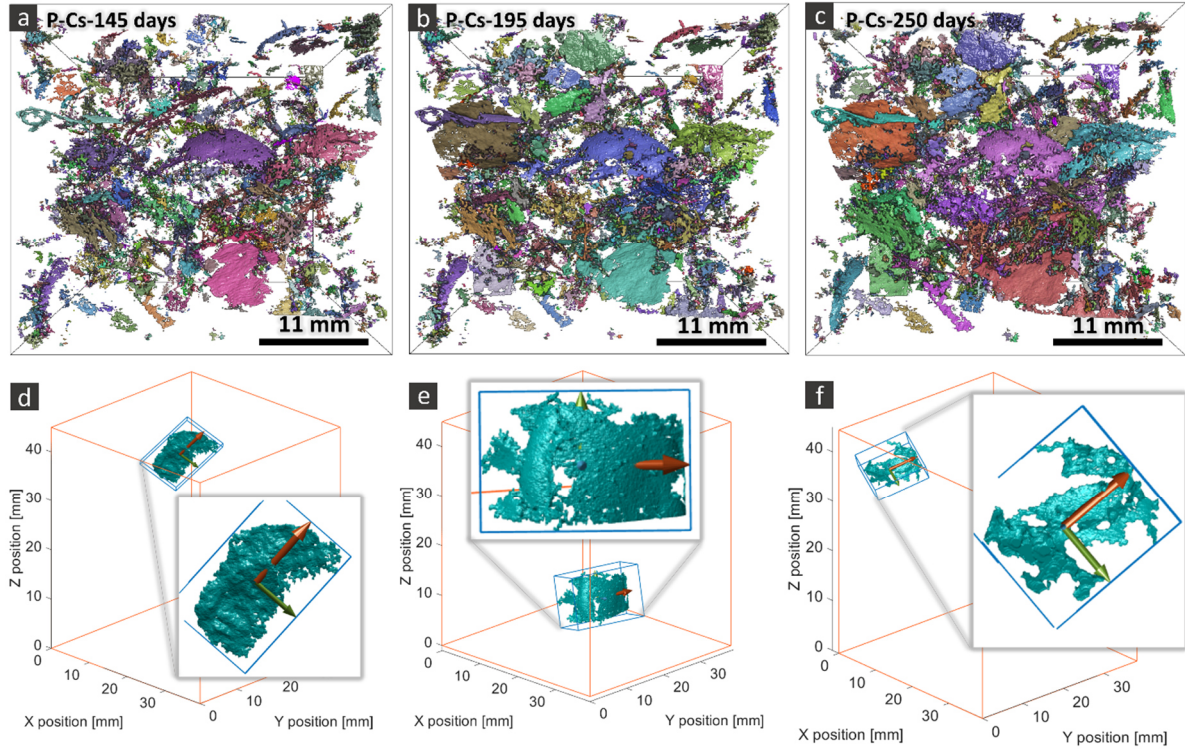 a P-Cs-145 days
b P-Cs-195 days
c P-Cs-250 days
11 mm
11 mm
11 mm
d
40
30
20
10
0
Z position [mm]
0
10
20
30
X position [mm]
0
20
Y position [mm]
e
40
30
20
10
0
Z position [mm]
0
10
20
30
X position [mm]
0
10
20
30
Y position [mm]
f
40
30
20
10
0
Z position [mm]
0
10
20
30
X position [mm]
0
10
20
30
Y position [mm]